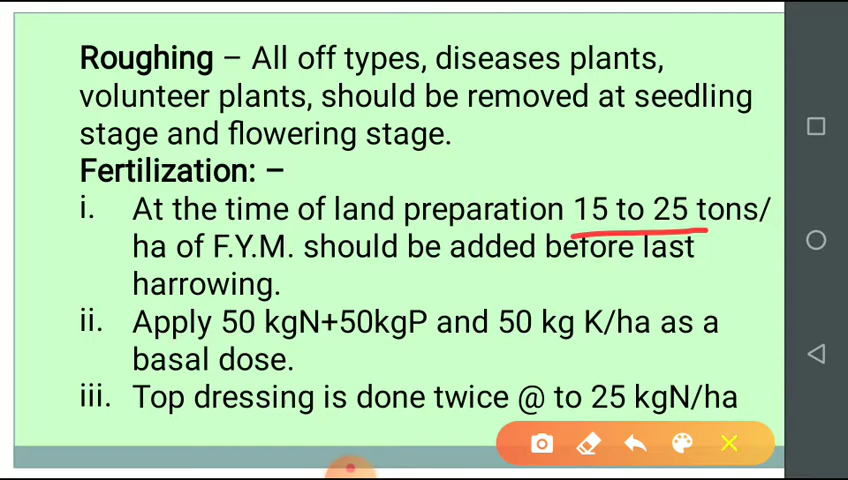 Roughing – All off types, diseases plants,
volunteer plants, should be removed at seedling
stage and flowering stage.
Fertilization: –
i. At the time of land preparation 15 to 25 tons/
ha of F.Y.M. should be added before last
harrowing.
ii. Apply 50 kgN+50kgP and 50 kg K/ha as a
basal dose.
iii. Top dressing is done twice @ to 25 kgN/ha